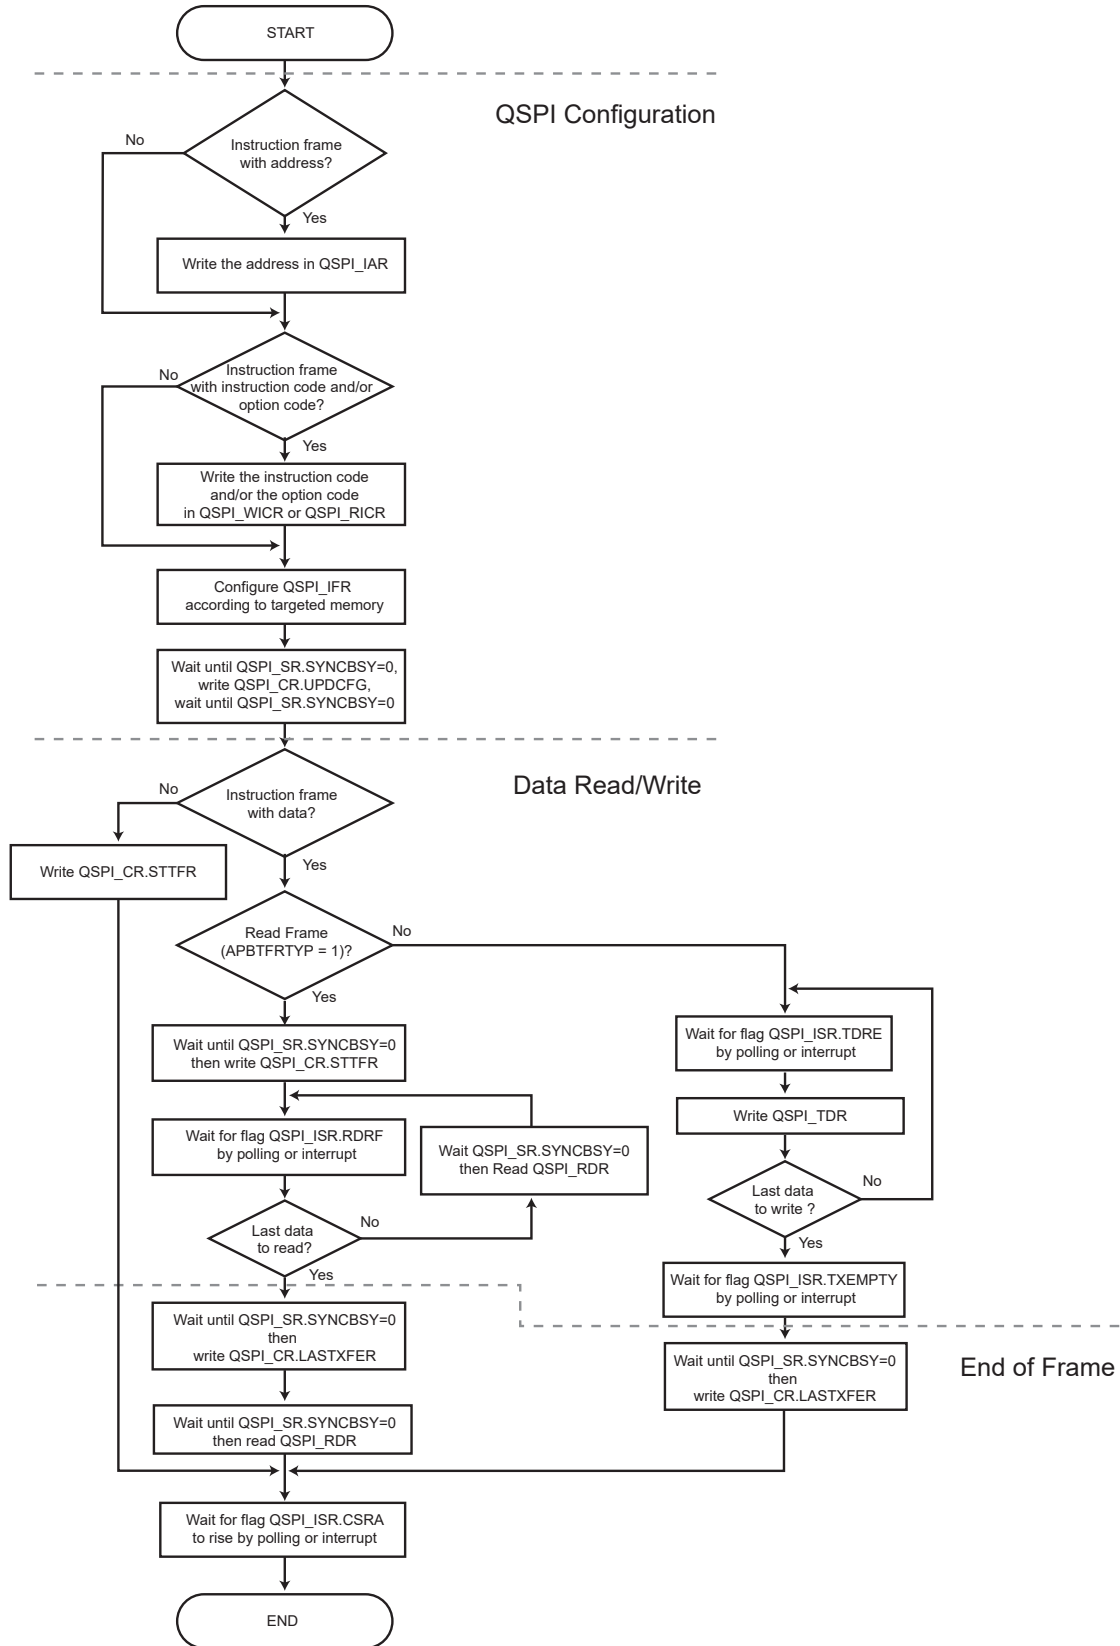 START
QSPI Configuration
No
Instruction frame
with address?
Yes
Write the address in QSPI_IAR
No
Instruction frame
with instruction code and/or
option code?
Yes
Write the instruction code
and/or the option code
in QSPI_WICR or QSPI_RICR
Configure QSPI_IFR
according to targeted memory
Wait until QSPI_SR.SYNCBSY=0,
write QSPI_CR.UPDCFG,
wait until QSPI_SR.SYNCBSY=0
Data Read/Write
No
Instruction frame
with data?
Yes
Write QSPI_CR.STTFR
Read Frame
(APBTFRTYP = 1)?
No
Yes
Wait until QSPI_SR.SYNCBSY=0
then write QSPI_CR.STTFR
Wait for flag QSPI_ISR.RDRF
by polling or interrupt
Wait QSPI_SR.SYNCBSY=0
then Read QSPI_RDR
Last data
to read?
No
Yes
Wait for flag QSPI_ISR.TDRE
by polling or interrupt
Write QSPI_TDR
Last data
to write ?
No
Yes
Wait for flag QSPI_ISR.TXEMPTY
by polling or interrupt
End of Frame
Wait until QSPI_SR.SYNCBSY=0
then
write QSPI_CR.LASTXFER
Wait until QSPI_SR.SYNCBSY=0
then
write QSPI_CR.LASTXFER
Wait until QSPI_SR.SYNCBSY=0
then read QSPI_RDR
Wait for flag QSPI_ISR.CSRA
to rise by polling or interrupt
END